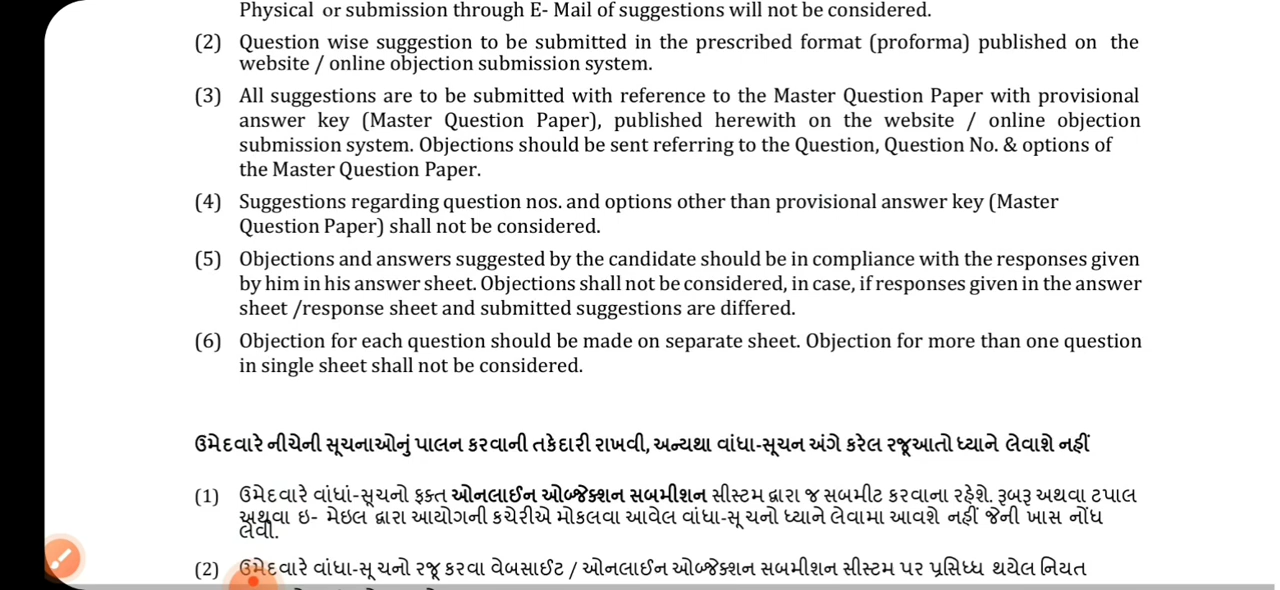 Physical or submission through E- Mail of suggestions will not be considered.
(2) Question wise suggestion to be submitted in the prescribed format (proforma) published on the
website / online objection submission system.
(3) All suggestions are to be submitted with reference to the Master Question Paper with provisional
answer key (Master Question Paper), published herewith on the website / online objection
submission system. Objections should be sent referring to the Question, Question No. & options of
the Master Question Paper.
(4) Suggestions regarding question nos. and options other than provisional answer key (Master
Question Paper) shall not be considered.
(5) Objections and answers suggested by the candidate should be in compliance with the responses given
by him in his answer sheet. Objections shall not be considered, in case, if responses given in the answer
sheet /response sheet and submitted suggestions are differed.
(6) Objection for each question should be made on separate sheet. Objection for more than one question
in single sheet shall not be considered.
ઉમેદવારે નીચેની સૂચનાઓનું પાલન કરવાની તકેદારી રાખવી, અન્યથા વાંધા-સૂચન અંગે કરેલ રજૂઆતો ધ્યાને લેવાશે નહીં
(1) ઉમેદવારે વાંધાં-સૂચનો ફક્ત ઓનલાઈન ઓબ્જેક્શન સબમીશન સીસ્ટમ દ્વારા જ સબમીટ કરવાના રહેશે. રૂબરૂ અથવા ટપાલ
અથવા ઇ- મેઇલ દ્વારા આયોગની કચેરીએ મોકલવા આવેલ વાંધા-સૂચનો ધ્યાને લેવામા આવશે નહીં જેની ખાસ નોંધ
લેવી.
(2) ઉમેદવારે વાંધા-સૂચનો રજૂ કરવા વેબસાઈટ / ઓનલાઈન ઓબ્જેક્શન સબમીશન સીસ્ટમ પર પ્રસિધ્ધ થયેલ નિયત